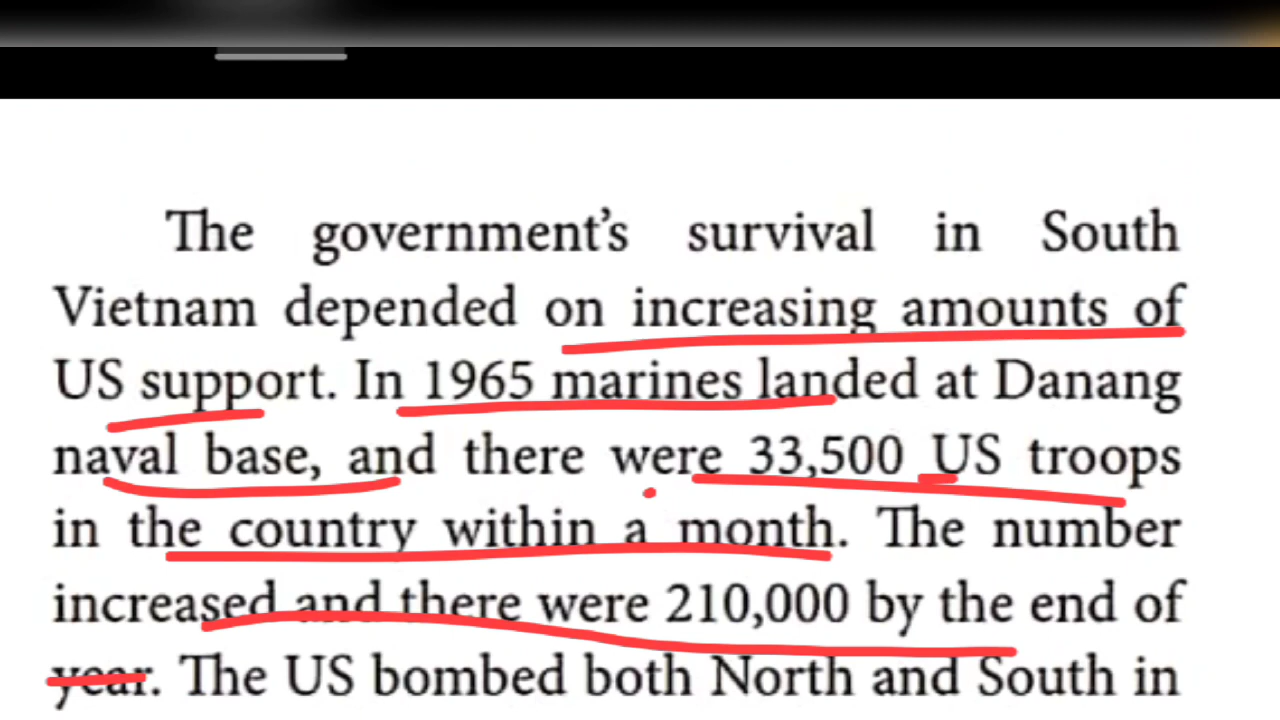 The government’s survival in South
Vietnam depended on increasing amounts of
US support. In 1965 marines landed at Danang
naval base, and there were 33,500 US troops
in the country within a month. The number
increased and there were 210,000 by the end of
year. The US bombed both North and South in